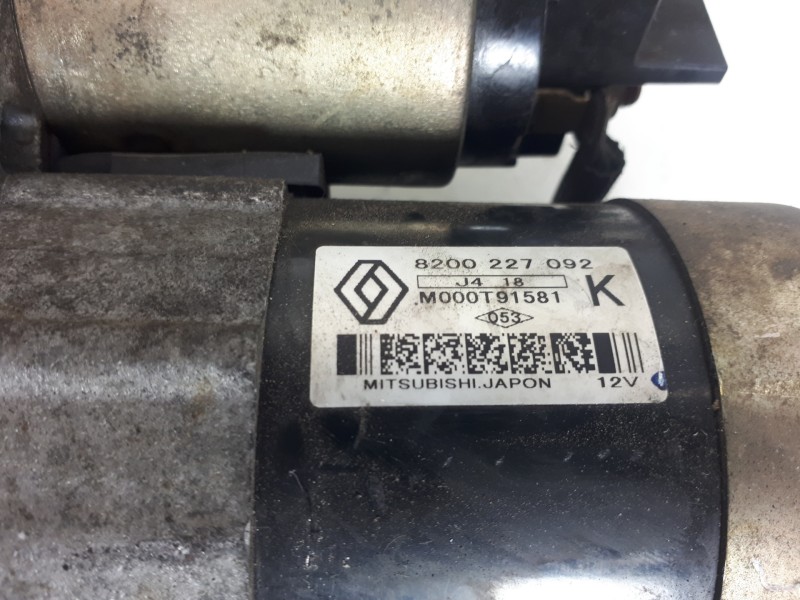 8200 227 092
J4 18
.M000T91581 K
053
MITSUBISHI.JAPON 12V